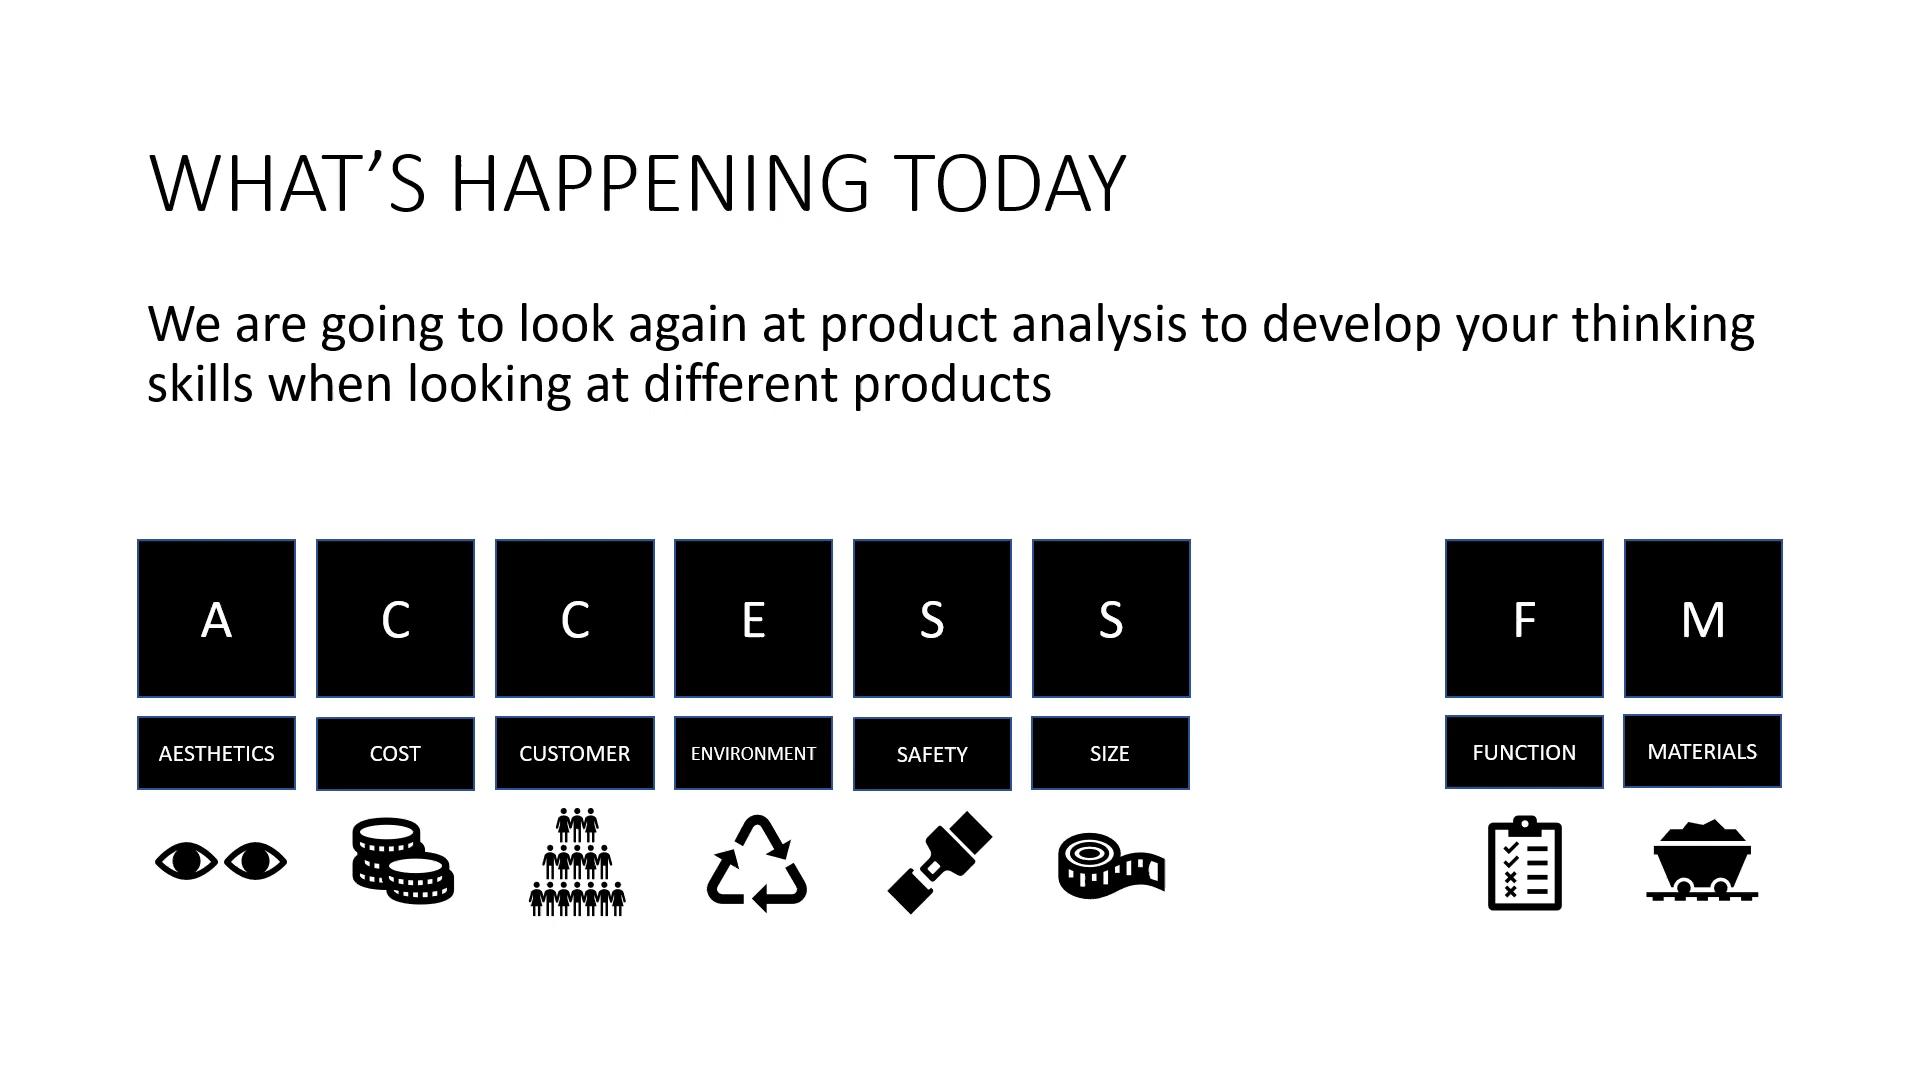 WHAT’S HAPPENING TODAY
We are going to look again at product analysis to develop your thinking
skills when looking at different products
A C C E S S F M
AESTHETICS COST CUSTOMER ENVIRONMENT SAFETY SIZE FUNCTION MATERIALS